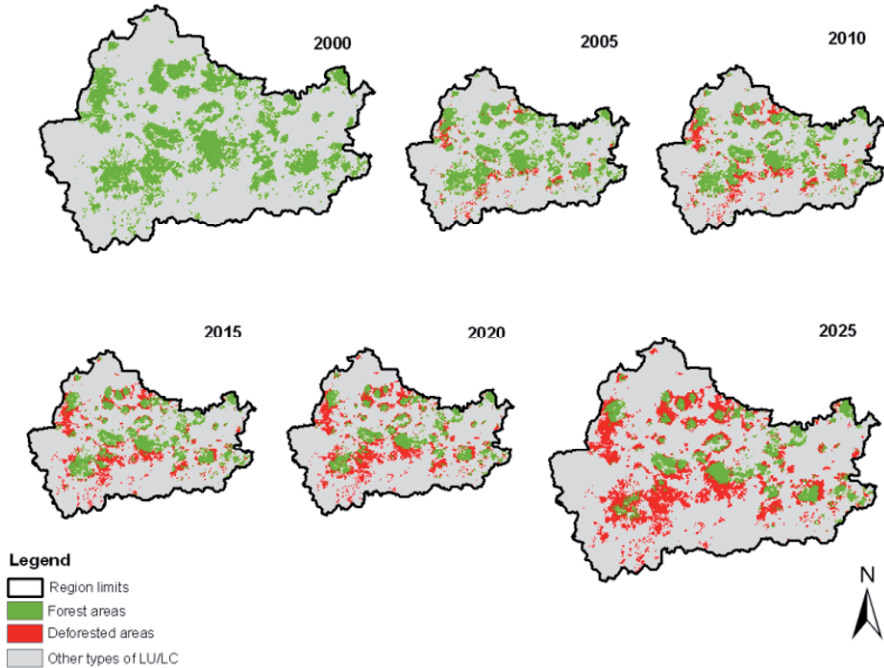 2000
2005
2010
2015
2020
2025
Legend
Region limits
Forest areas
Deforested areas
Other types of LU/LC
N